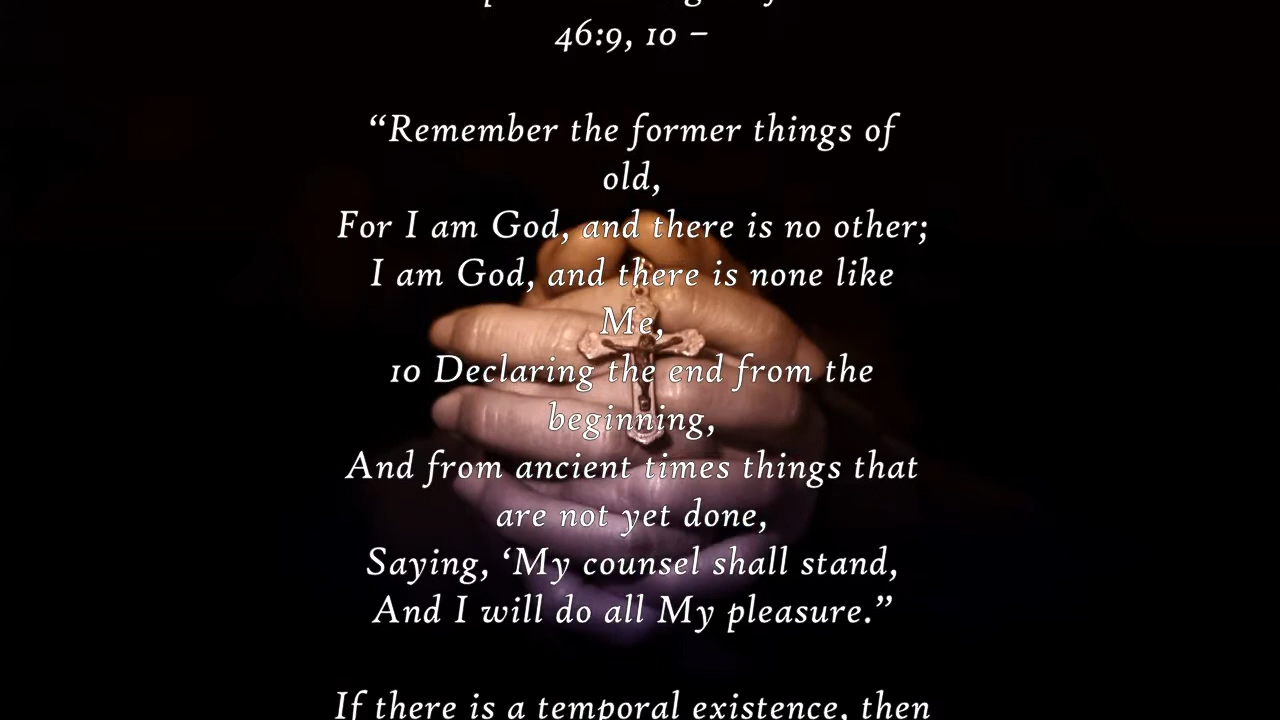 46:9, 10 –
“Remember the former things of
old,
For I am God, and there is no other;
I am God, and there is none like
Me,
10 Declaring the end from the
beginning,
And from ancient times things that
are not yet done,
Saying, ‘My counsel shall stand,
And I will do all My pleasure.”
If there is a temporal existence, then